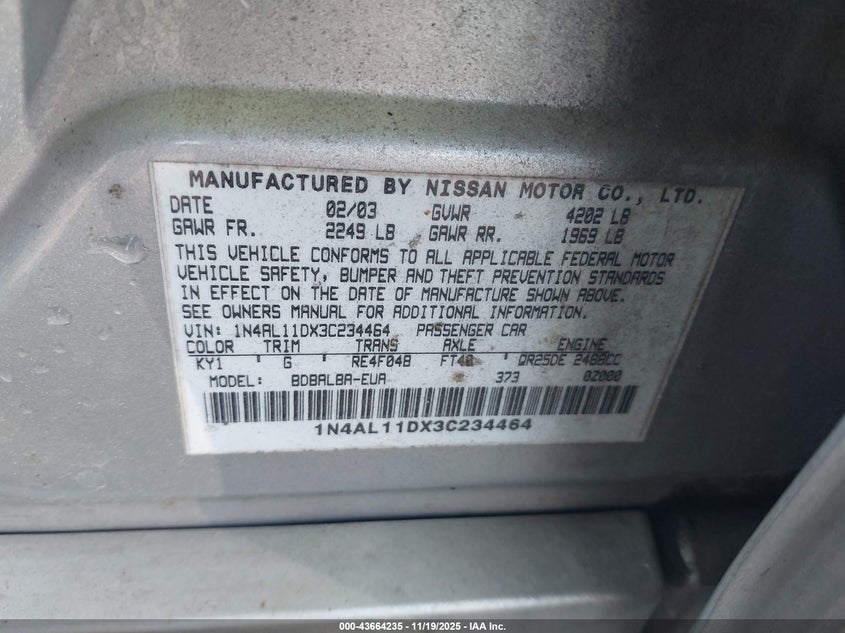 MANUFACTURED BY NISSAN MOTOR CO., LTD.
DATE 02/03 GVWR 4202 LB
GAWR FR. 2249 LB GAWR RR. 1969 LB
THIS VEHICLE CONFORMS TO ALL APPLICABLE FEDERAL MOTOR
VEHICLE SAFETY, BUMPER AND THEFT PREVENTION STANDARDS
IN EFFECT ON THE DATE OF MANUFACTURE SHOWN ABOVE.
SEE OWNERS MANUAL FOR ADDITIONAL INFORMATION.
VIN: 1N4AL11DX3C234464 PASSENGER CAR
COLOR TRIM TRANS AXLE ENGINE
KY1 ' G RE4F04B FT40 QR25DE 2488CC
MODEL: BDBALBA-EUA 373 02000
1N4AL11DX3C234464
000-43664235 - 11/19/2025 - IAA Inc.